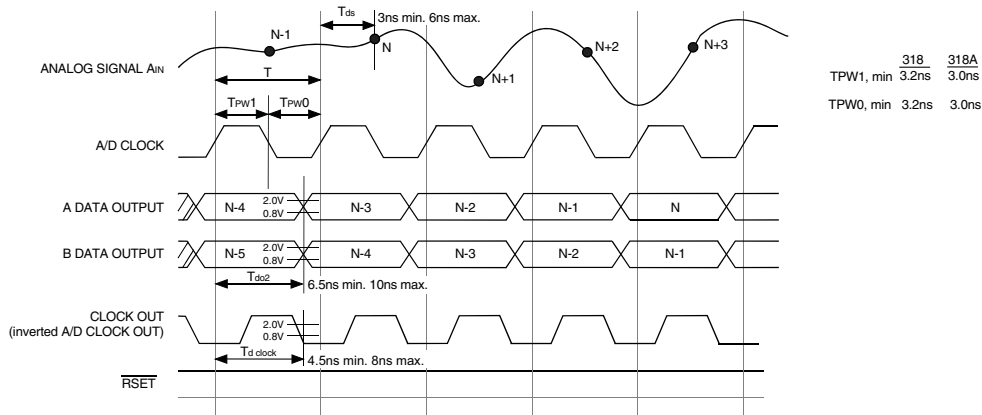 Tds
3ns min. 6ns max.
N-1
N
N+1
N+2
N+3
ANALOG SIGNAL AIN
T
TPW1
TPW0
318 318A
TPW1, min 3.2ns 3.0ns
TPW0, min 3.2ns 3.0ns
A/D CLOCK
A DATA OUTPUT
N-4
2.0V
0.8V
N-3
N-2
N-1
N
B DATA OUTPUT
N-5
2.0V
0.8V
N-4
N-3
N-2
N-1
Tdo2
6.5ns min. 10ns max.
CLOCK OUT
(inverted A/D CLOCK OUT)
2.0V
0.8V
Td clock
4.5ns min. 8ns max.
RSET